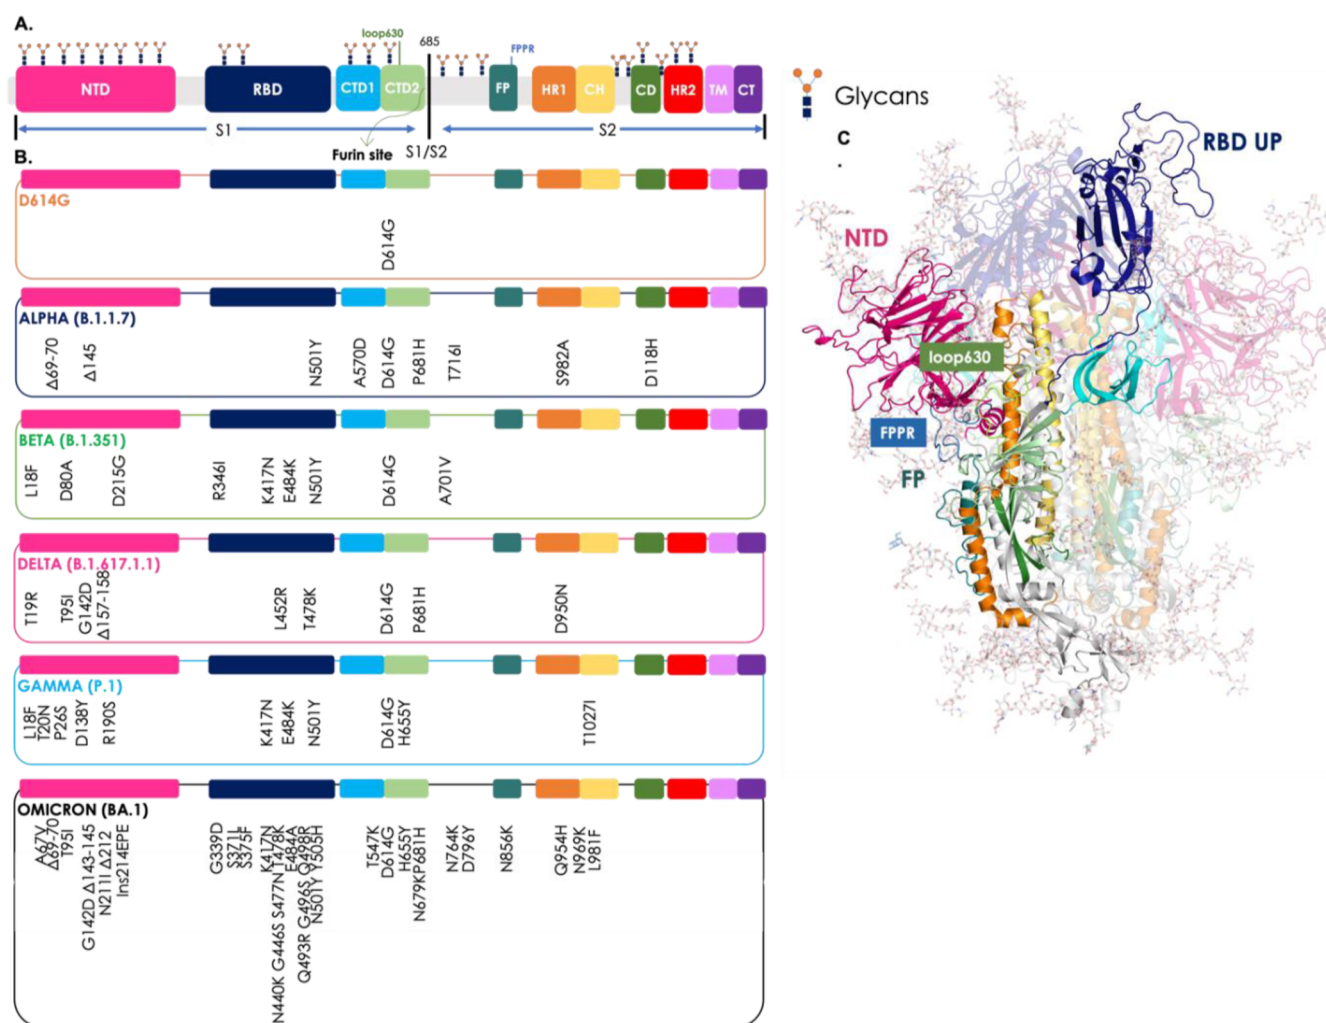 A.
loop630
685
FPPR
NTD RBD CTD1 CTD2 FP HR1 CH CD HR2 TM CT
S1 S2
Furin site S1/S2
B.
D614G
D614G
ALPHA (B.1.1.7)
Δ69-70 Δ145 N501Y A570D D614G P681H T716I S982A D118H
BETA (B.1.351)
L18F D80A D215G R346I K417N E484K N501Y D614G A701V
DELTA (B.1.617.1.1)
T19R T95I G142D Δ157-158 L452R T478K D614G P681H D950N
GAMMA (P.1)
L18F T20N P26S D138Y R190S K417N E484K N501Y D614G H655Y T1027I
OMICRON (BA.1)
A67V Δ69-70 T95I G142D Δ143-145 N211I Δ212 Ins214EPE G339D S371L S375F K417N N440K G446S S477N T478K E484A Q493R G496S Q498R N501Y Y505H T547K D614G H655Y N679K P681H N764K D796Y N856K Q954H N969K L981F
Glycans
C
.
RBD UP
NTD
loop630
FPPR
FP